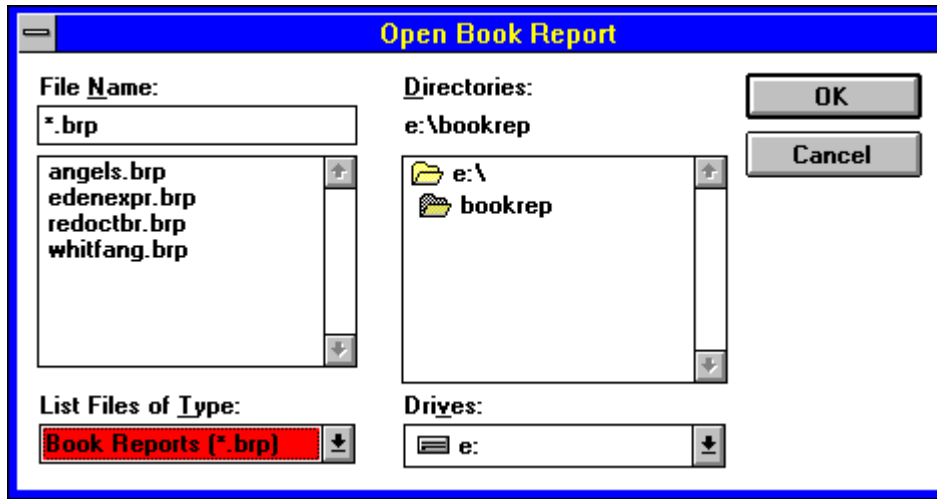 Open Book Report
File Name:
*.brp
angels.brp
edenexpr.brp
redoctbr.brp
whitfang.brp
List Files of Type:
Book Reports (*.brp)
Directories:
e:\bookrep
e:\
bookrep
Drives:
e:
OK
Cancel